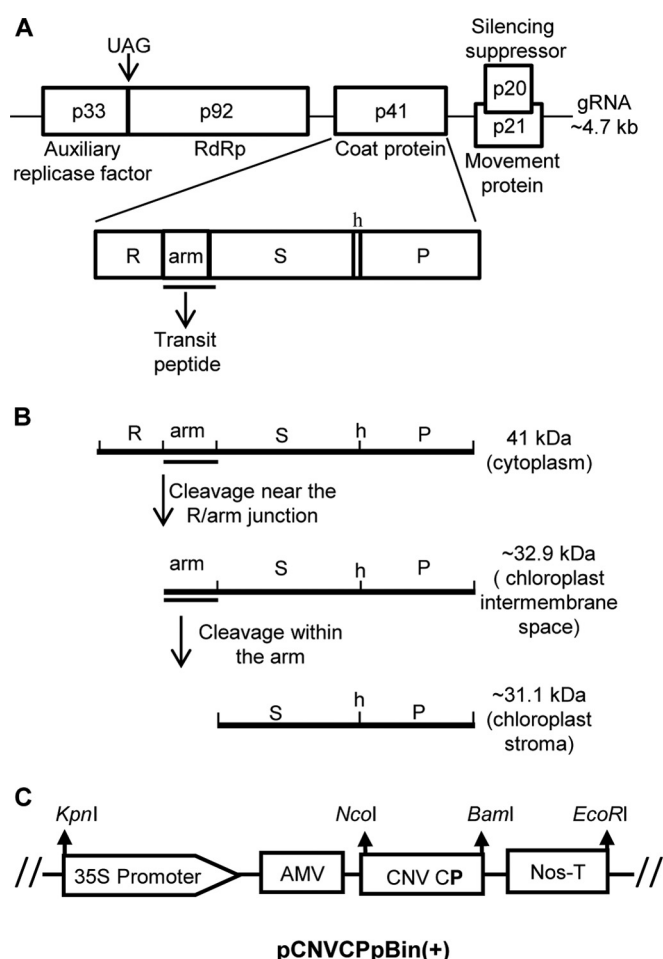 A
UAG
Silencing
suppressor
p33
p92
p41
p20
p21
gRNA
~4.7 kb
Auxiliary
replicase factor
RdRp
Coat protein
Movement
protein
h
R
arm
S
P
Transit
peptide
B
R
arm
S
h
P
41 kDa
(cytoplasm)
Cleavage near the
R/arm junction
arm
S
h
P
~32.9 kDa
( chloroplast
intermembrane
space)
Cleavage within
the arm
S
h
P
~31.1 kDa
(chloroplast
stroma)
C
KpnI
NcoI
BamI
EcoRI
//
35S Promoter
AMV
CNV CP
Nos-T
//
pCNVCPpBin(+)